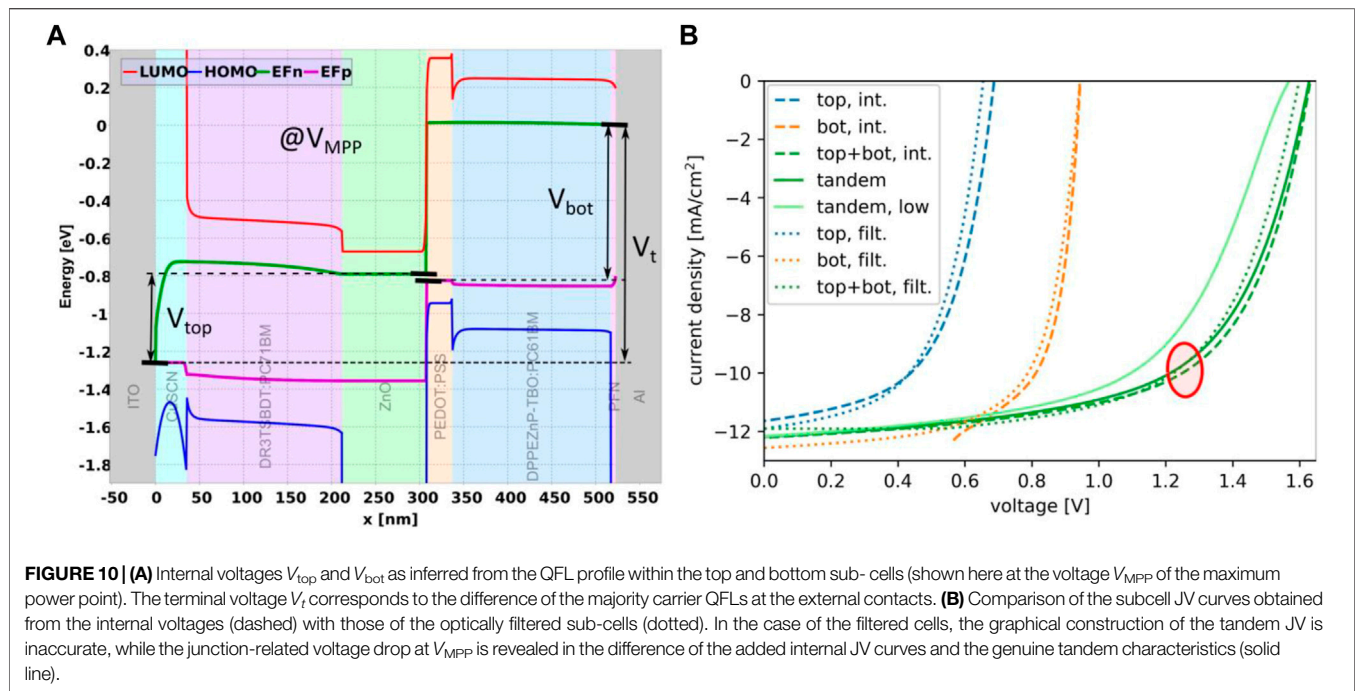 A
0.4
0.2
0
-0.2
-0.4
-0.6
-0.8
-1
-1.2
-1.4
-1.6
-1.8
Energy [eV]
LUMO HOMO EFn EFp
@VMPP
Vtop
Vbot
Vt
ITO
CuSCN
DR3TSBDT:PC71BM
ZnO
PEDOT:PSS
DPPEZnP-TBO:PC61BM
PFN
Al
-50 0 50 100 150 200 250 300 350 400 450 500 550
x [nm]
B
0
−2
−4
−6
−8
−10
−12
current density [mA/cm2]
top, int.
bot, int.
top+bot, int.
tandem
tandem, low
top, filt.
bot, filt.
top+bot, filt.
0.0 0.2 0.4 0.6 0.8 1.0 1.2 1.4 1.6
voltage [V]
FIGURE 10 | (A) Internal voltages Vtop and Vbot as inferred from the QFL profile within the top and bottom sub- cells (shown here at the voltage VMPP of the maximum
power point). The terminal voltage Vt corresponds to the difference of the majority carrier QFLs at the external contacts. (B) Comparison of the subcell JV curves obtained
from the internal voltages (dashed) with those of the optically filtered sub-cells (dotted). In the case of the filtered cells, the graphical construction of the tandem JV is
inaccurate, while the junction-related voltage drop at VMPP is revealed in the difference of the added internal JV curves and the genuine tandem characteristics (solid
line).